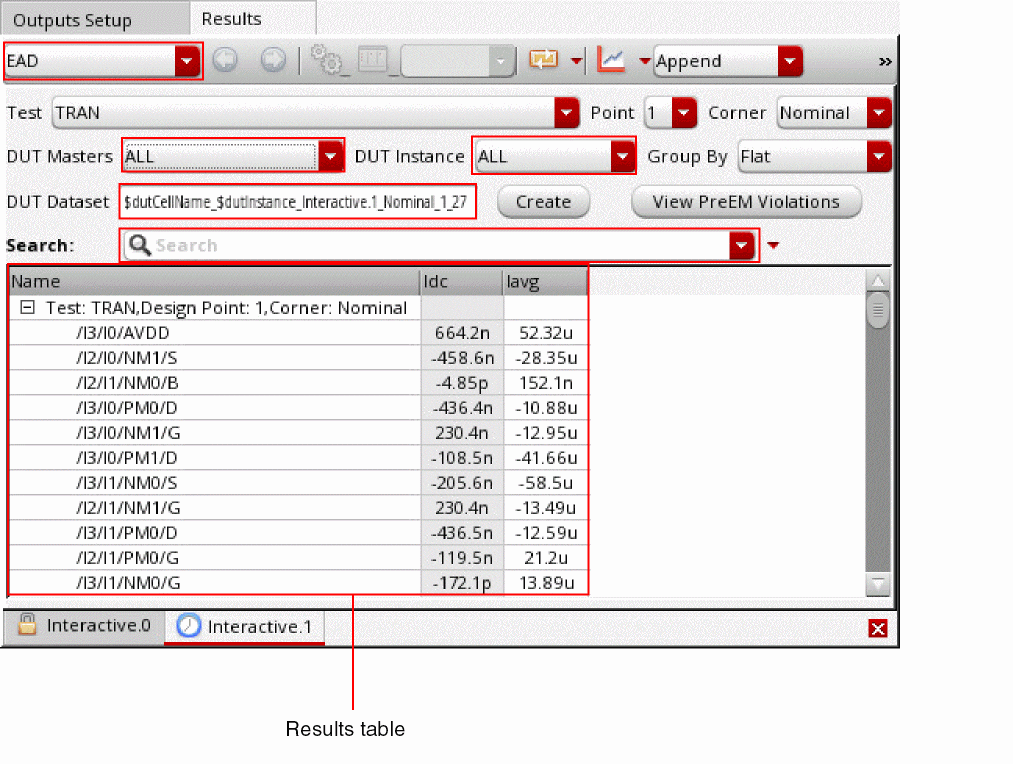 Outputs Setup Results
EAD Append »
Test TRAN Point 1 Corner Nominal
DUT Masters ALL DUT Instance ALL Group By Flat
DUT Dataset $dutCellName_$dutInstance_Interactive.1_Nominal_1_27 Create View PreEM Violations
Search: Search
Name Idc Iavg
Test: TRAN,Design Point: 1,Corner: Nominal
/I3/I0/AVDD 664.2n 52.32u
/I2/I0/NM1/S -458.6n -28.35u
/I2/I1/NM0/B -4.85p 152.1n
/I3/I0/PM0/D -436.4n -10.88u
/I3/I0/NM1/G 230.4n -12.95u
/I3/I0/PM1/D -108.5n -41.66u
/I3/I1/NM0/S -205.6n -58.5u
/I2/I1/NM1/G 230.4n -13.49u
/I3/I1/PM0/D -436.5n -12.59u
/I2/I1/PM0/G -119.5n 21.2u
/I3/I1/NM0/G -172.1p 13.89u
Interactive.0 Interactive.1
Results table